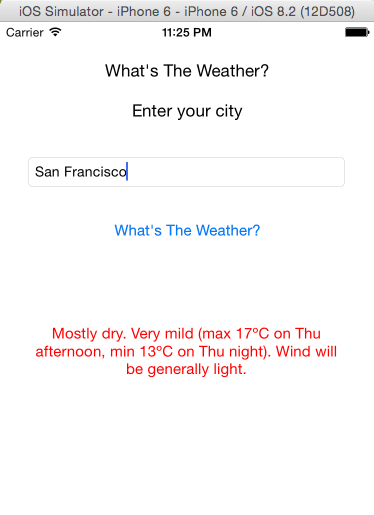 iOS Simulator - iPhone 6 - iPhone 6 / iOS 8.2 (12D508)
Carrier 11:25 PM
What's The Weather?
Enter your city
San Francisco
What's The Weather?
Mostly dry. Very mild (max 17ºC on Thu
afternoon, min 13ºC on Thu night). Wind will
be generally light.